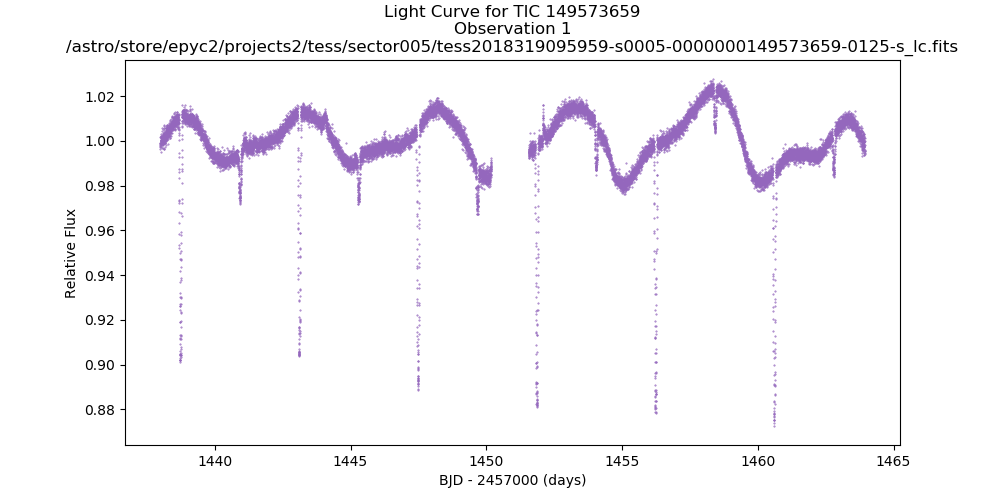 Light Curve for TIC 149573659
Observation 1
/astro/store/epyc2/projects2/tess/sector005/tess2018319095959-s0005-0000000149573659-0125-s_lc.fits
1.02
1.00
0.98
0.96
0.94
0.92
0.90
0.88
Relative Flux
1440
1445
1450
1455
1460
1465
BJD - 2457000 (days)